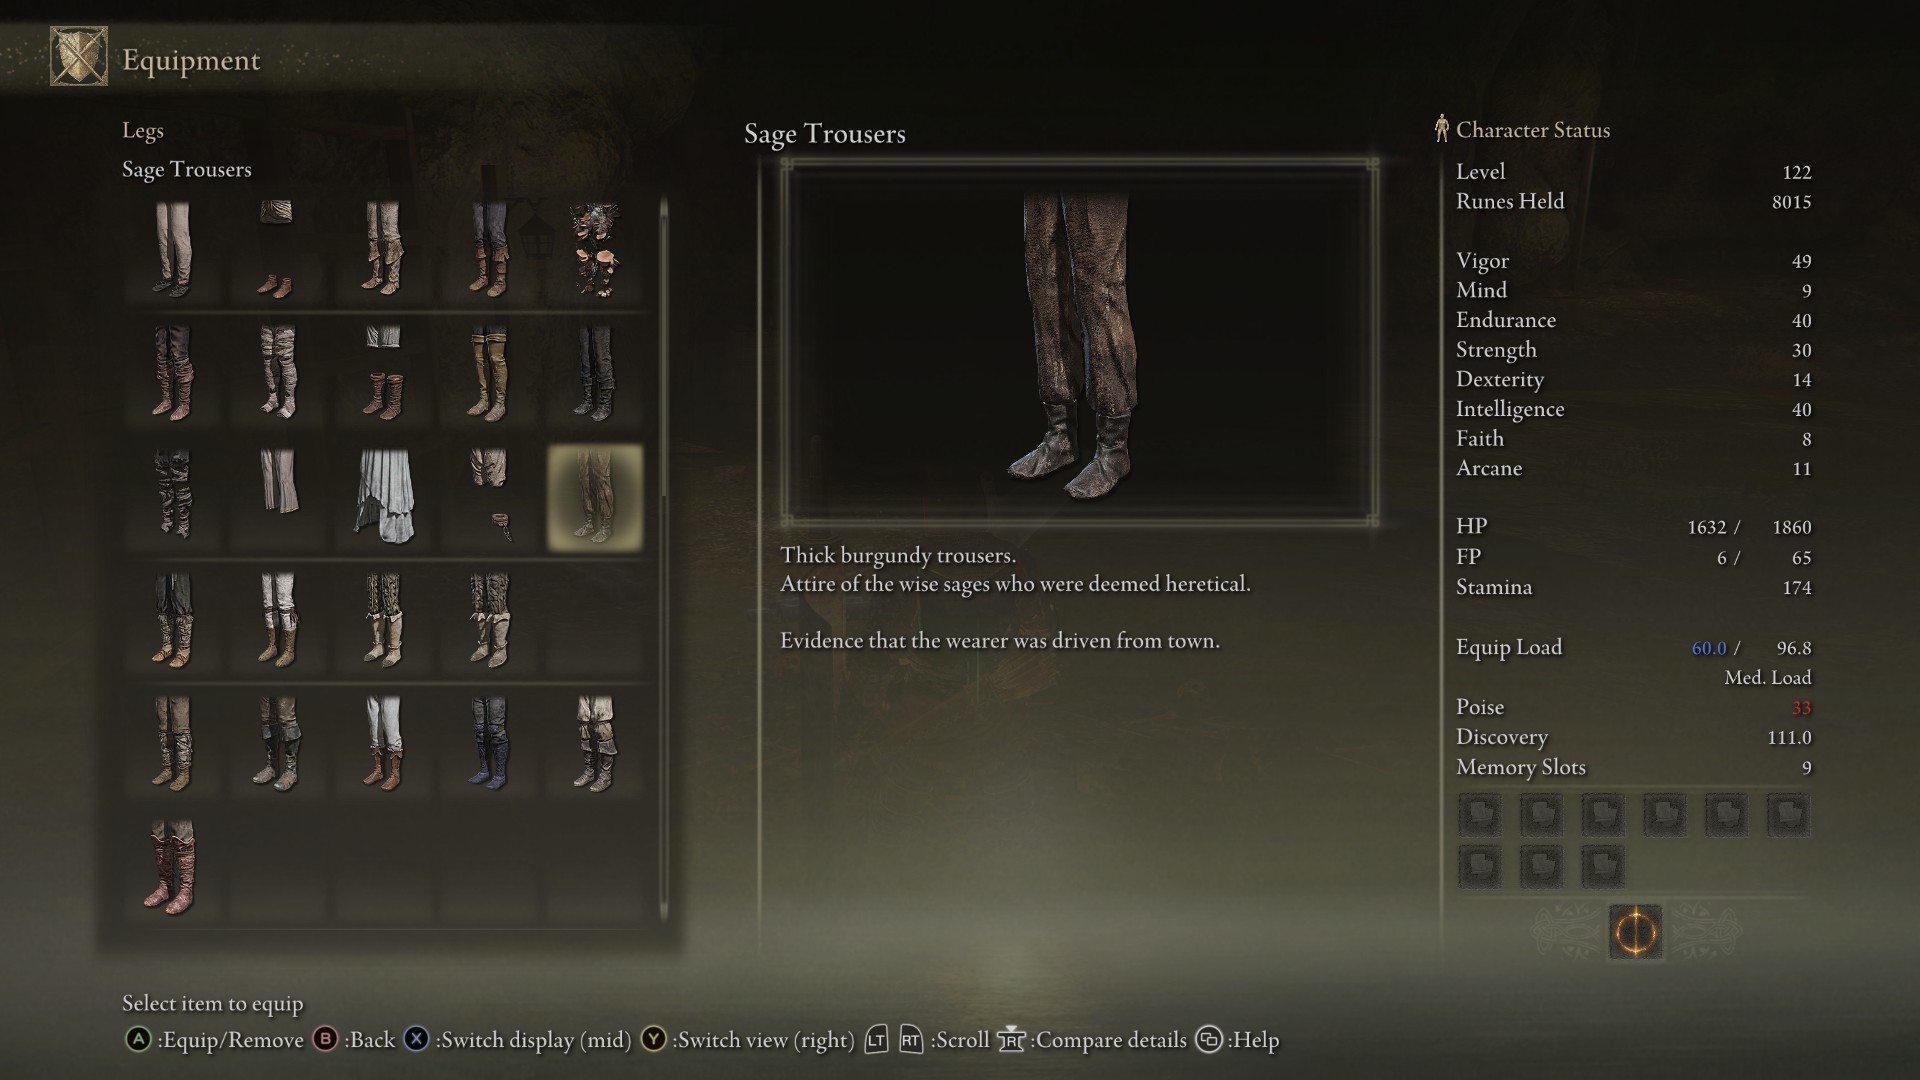 Equipment
Legs
Sage Trousers
Sage Trousers
Thick burgundy trousers.
Attire of the wise sages who were deemed heretical.
Evidence that the wearer was driven from town.
Character Status
Level 122
Runes Held 8015
Vigor 49
Mind 9
Endurance 40
Strength 30
Dexterity 14
Intelligence 40
Faith 8
Arcane 11
HP 1632 / 1860
FP 6 / 65
Stamina 174
Equip Load 60.0 / 96.8
Med. Load
Poise 33
Discovery 111.0
Memory Slots 9
Select item to equip
A :Equip/Remove B :Back X :Switch display (mid) Y :Switch view (right) LT RT :Scroll R :Compare details :Help